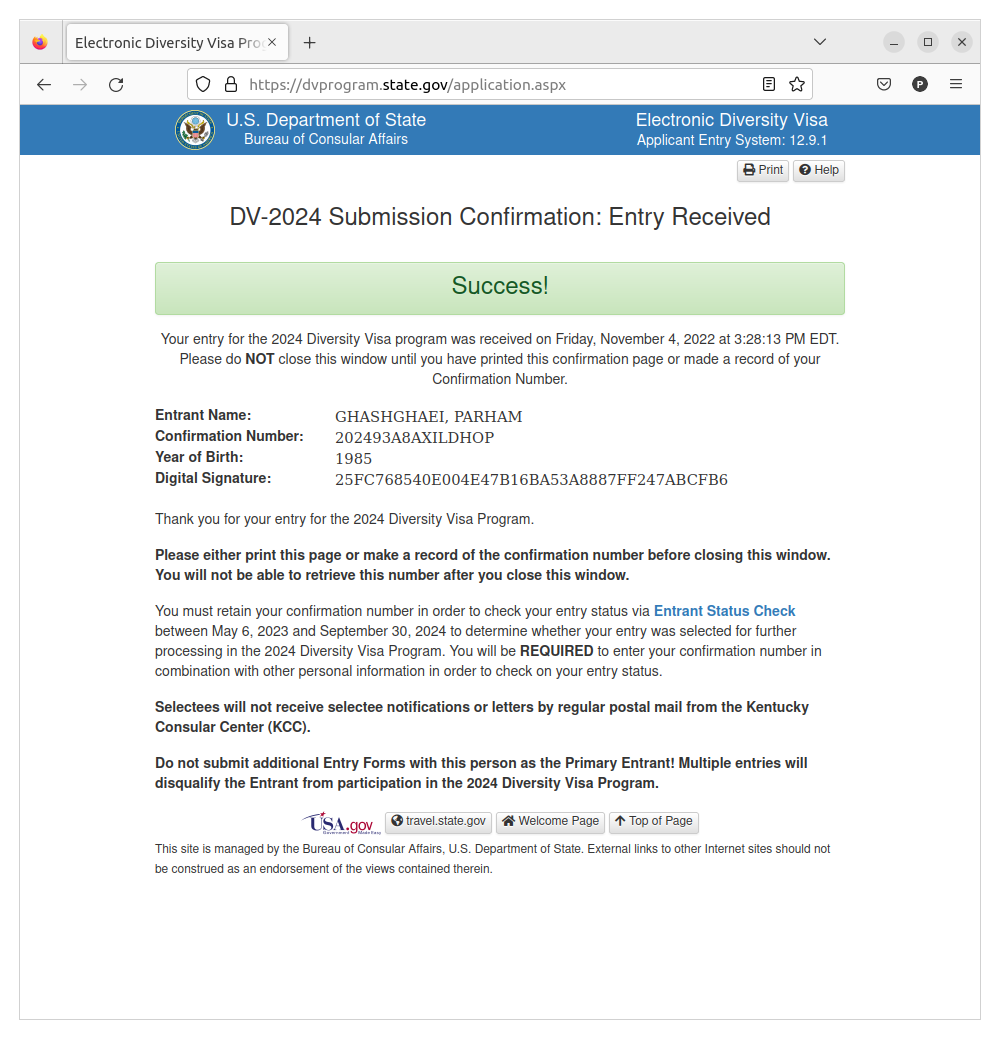 Electronic Diversity Visa Pro
https://dvprogram.state.gov/application.aspx
P
U.S. Department of State
Bureau of Consular Affairs
Electronic Diversity Visa
Applicant Entry System: 12.9.1
Print
Help
DV-2024 Submission Confirmation: Entry Received
Success!
Your entry for the 2024 Diversity Visa program was received on Friday, November 4, 2022 at 3:28:13 PM EDT.
Please do NOT close this window until you have printed this confirmation page or made a record of your
Confirmation Number.
Entrant Name: GHASHGHAEI, PARHAM
Confirmation Number: 202493A8AXILDHOP
Year of Birth: 1985
Digital Signature: 25FC768540E004E47B16BA53A8887FF247ABCFB6
Thank you for your entry for the 2024 Diversity Visa Program.
Please either print this page or make a record of the confirmation number before closing this window.
You will not be able to retrieve this number after you close this window.
You must retain your confirmation number in order to check your entry status via Entrant Status Check
between May 6, 2023 and September 30, 2024 to determine whether your entry was selected for further
processing in the 2024 Diversity Visa Program. You will be REQUIRED to enter your confirmation number in
combination with other personal information in order to check on your entry status.
Selectees will not receive selectee notifications or letters by regular postal mail from the Kentucky
Consular Center (KCC).
Do not submit additional Entry Forms with this person as the Primary Entrant! Multiple entries will
disqualify the Entrant from participation in the 2024 Diversity Visa Program.
USA.gov
Government Made Easy
travel.state.gov
Welcome Page
Top of Page
This site is managed by the Bureau of Consular Affairs, U.S. Department of State. External links to other Internet sites should not
be construed as an endorsement of the views contained therein.